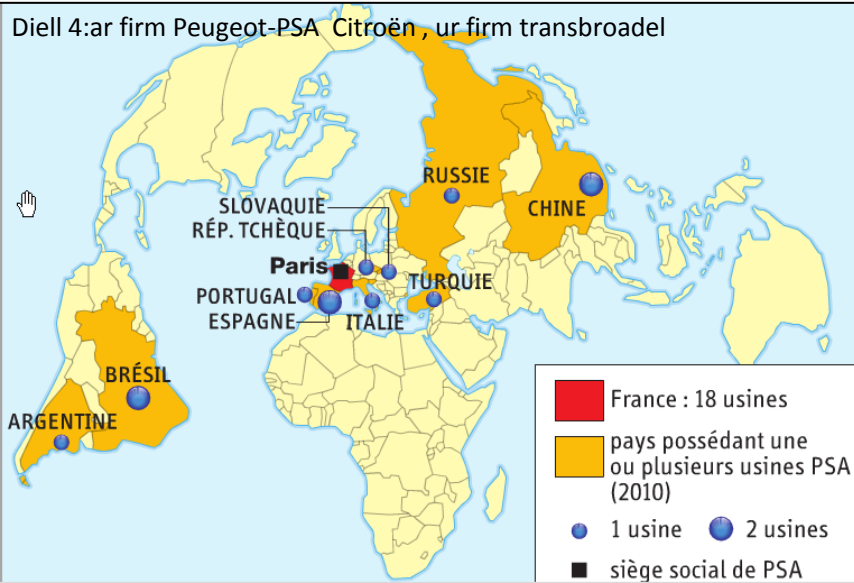 Diell 4:ar firm Peugeot-PSA  Citroën , ur firm transbroadel
RUSSIE
CHINE
SLOVAQUIE
RÉP. TCHÈQUE
Paris
TURQUIE
PORTUGAL
ESPAGNE
ITALIE
BRÉSIL
ARGENTINE
France : 18 usines
pays possédant une
ou plusieurs usines PSA
(2010)
1 usine
2 usines
siège social de PSA